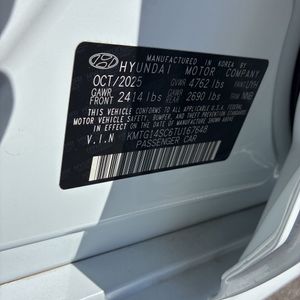 MANUFACTURED IN KOREA BY
HYUNDAI MOTOR COMPANY
OCT/2025 GVWR 4762 lbs
GAWR FRONT 2414 lbs GAWR REAR 2690 lbs
THIS VEHICLE CONFORMS TO ALL APPLICABLE U.S.A. FEDERAL
MOTOR VEHICLE SAFETY, BUMPER, AND THEFT PREVENTION
STANDARDS IN EFFECT ON THE DATE OF MANUFACTURE
SHOWN ABOVE.
V.I.N KMTG14SC6TU167648
PASSENGER CAR